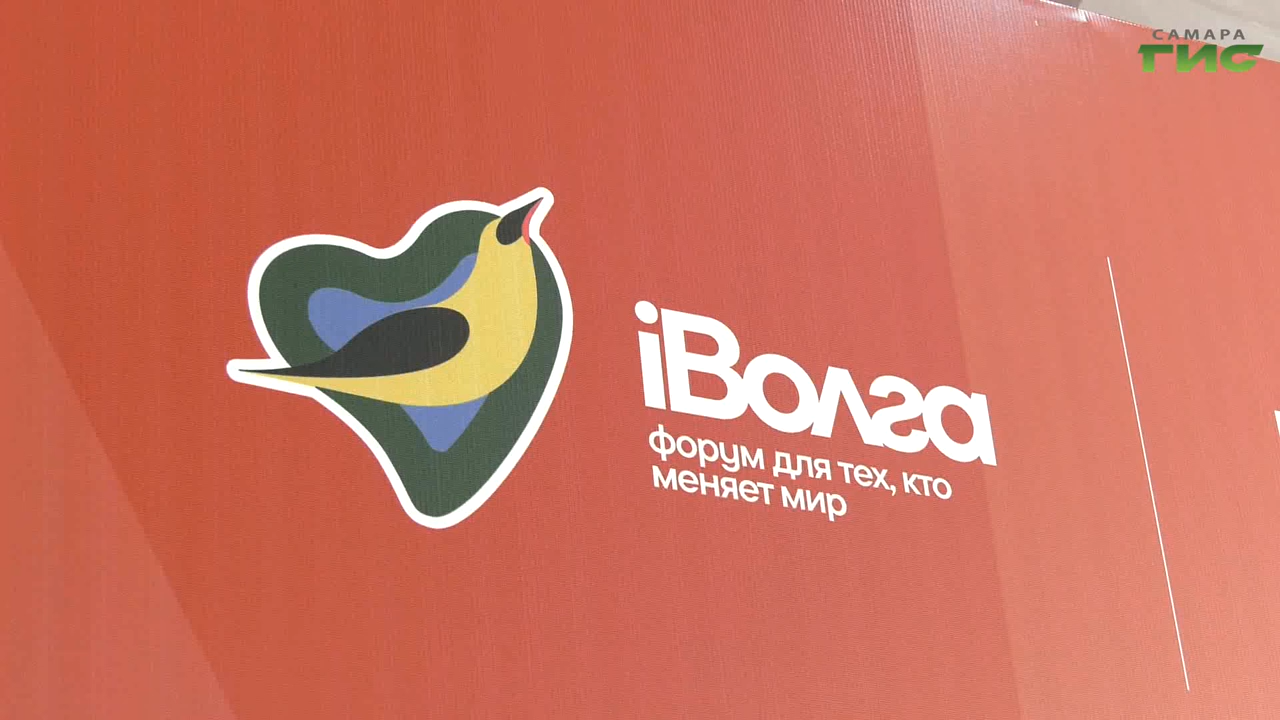 САМАРА
ГИС
iВолга
форум для тех, кто
меняет мир